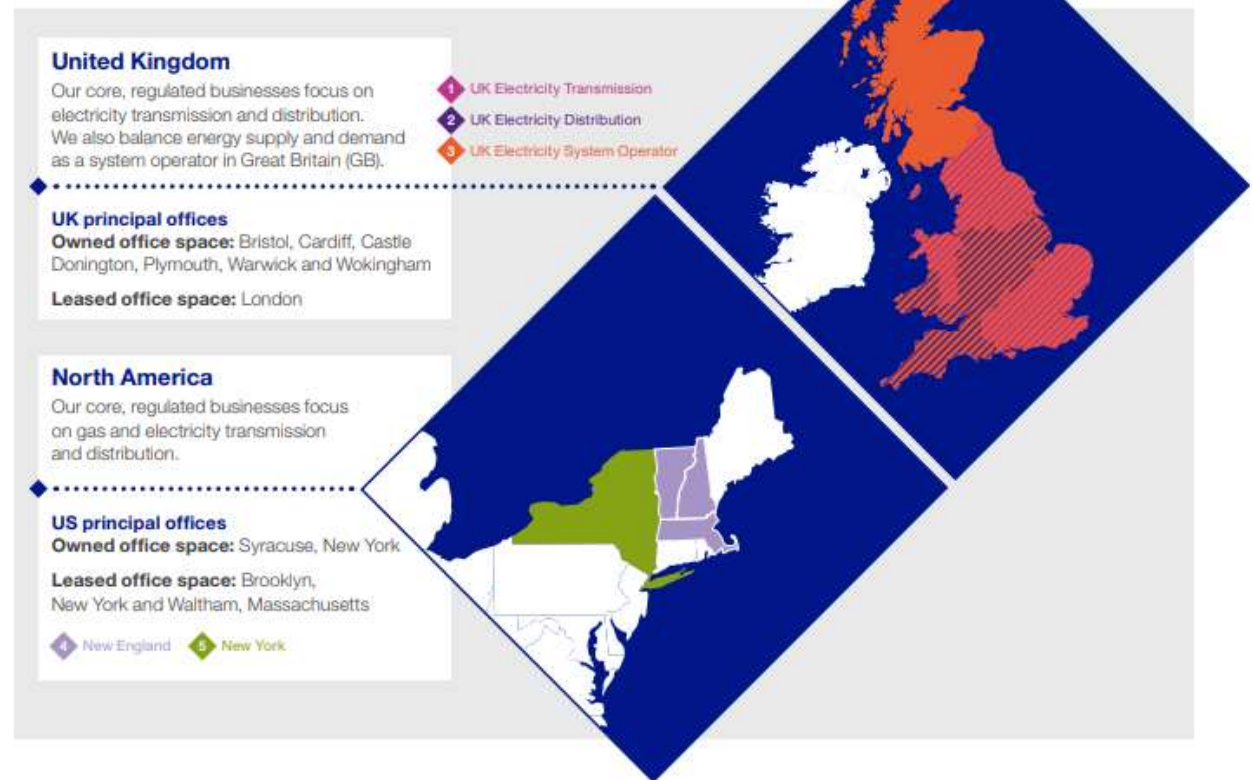 United Kingdom
Our core, regulated businesses focus on
electricity transmission and distribution.
We also balance energy supply and demand
as a system operator in Great Britain (GB).
1 UK Electricity Transmission
2 UK Electricity Distribution
3 UK Electricity System Operator
UK principal offices
Owned office space: Bristol, Cardiff, Castle
Donington, Plymouth, Warwick and Wokingham
Leased office space: London
North America
Our core, regulated businesses focus
on gas and electricity transmission
and distribution.
US principal offices
Owned office space: Syracuse, New York
Leased office space: Brooklyn,
New York and Waltham, Massachusetts
4 New England 5 New York